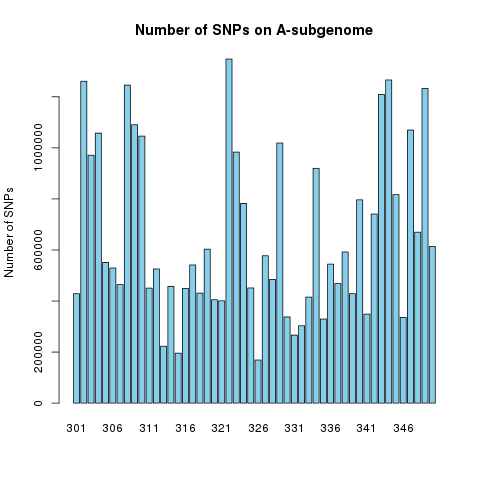 Number of SNPs on A-subgenome
Number of SNPs
1000000
600000
200000
0
301 306 311 316 321 326 331 336 341 346